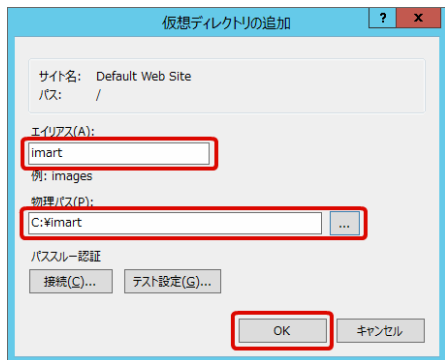 仮想ディレクトリの追加
? x
サイト名: Default Web Site
パス: /
エイリアス(A):
imart
例: images
物理パス(P):
C:¥imart
...
パススルー認証
接続(C)... テスト設定(G)...
OK キャンセル